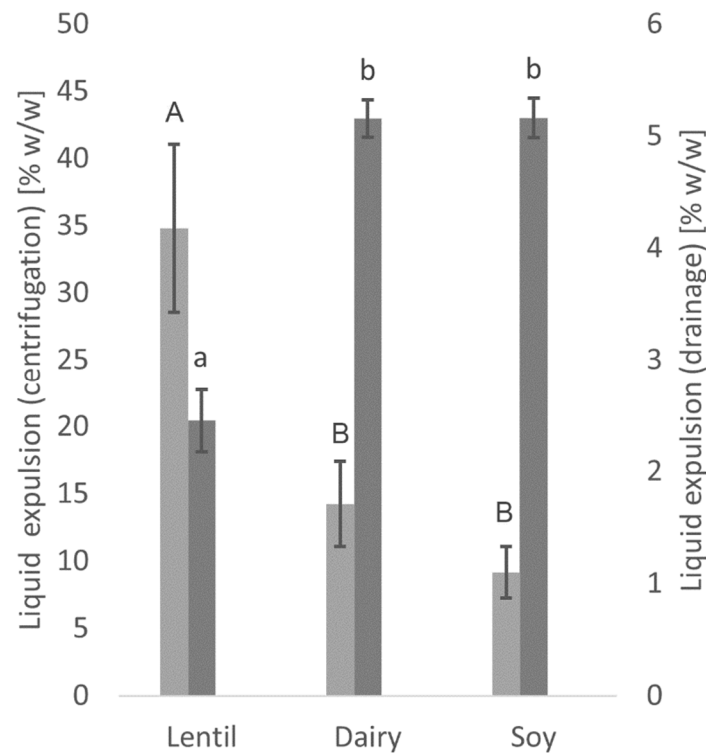 Liquid expulsion (centrifugation) [% w/w]
50
45
40
35
30
25
20
15
10
5
0
A
a
B
b
B
b
Lentil
Dairy
Soy
6
5
4
3
2
1
0
Liquid expulsion (drainage) [% w/w]